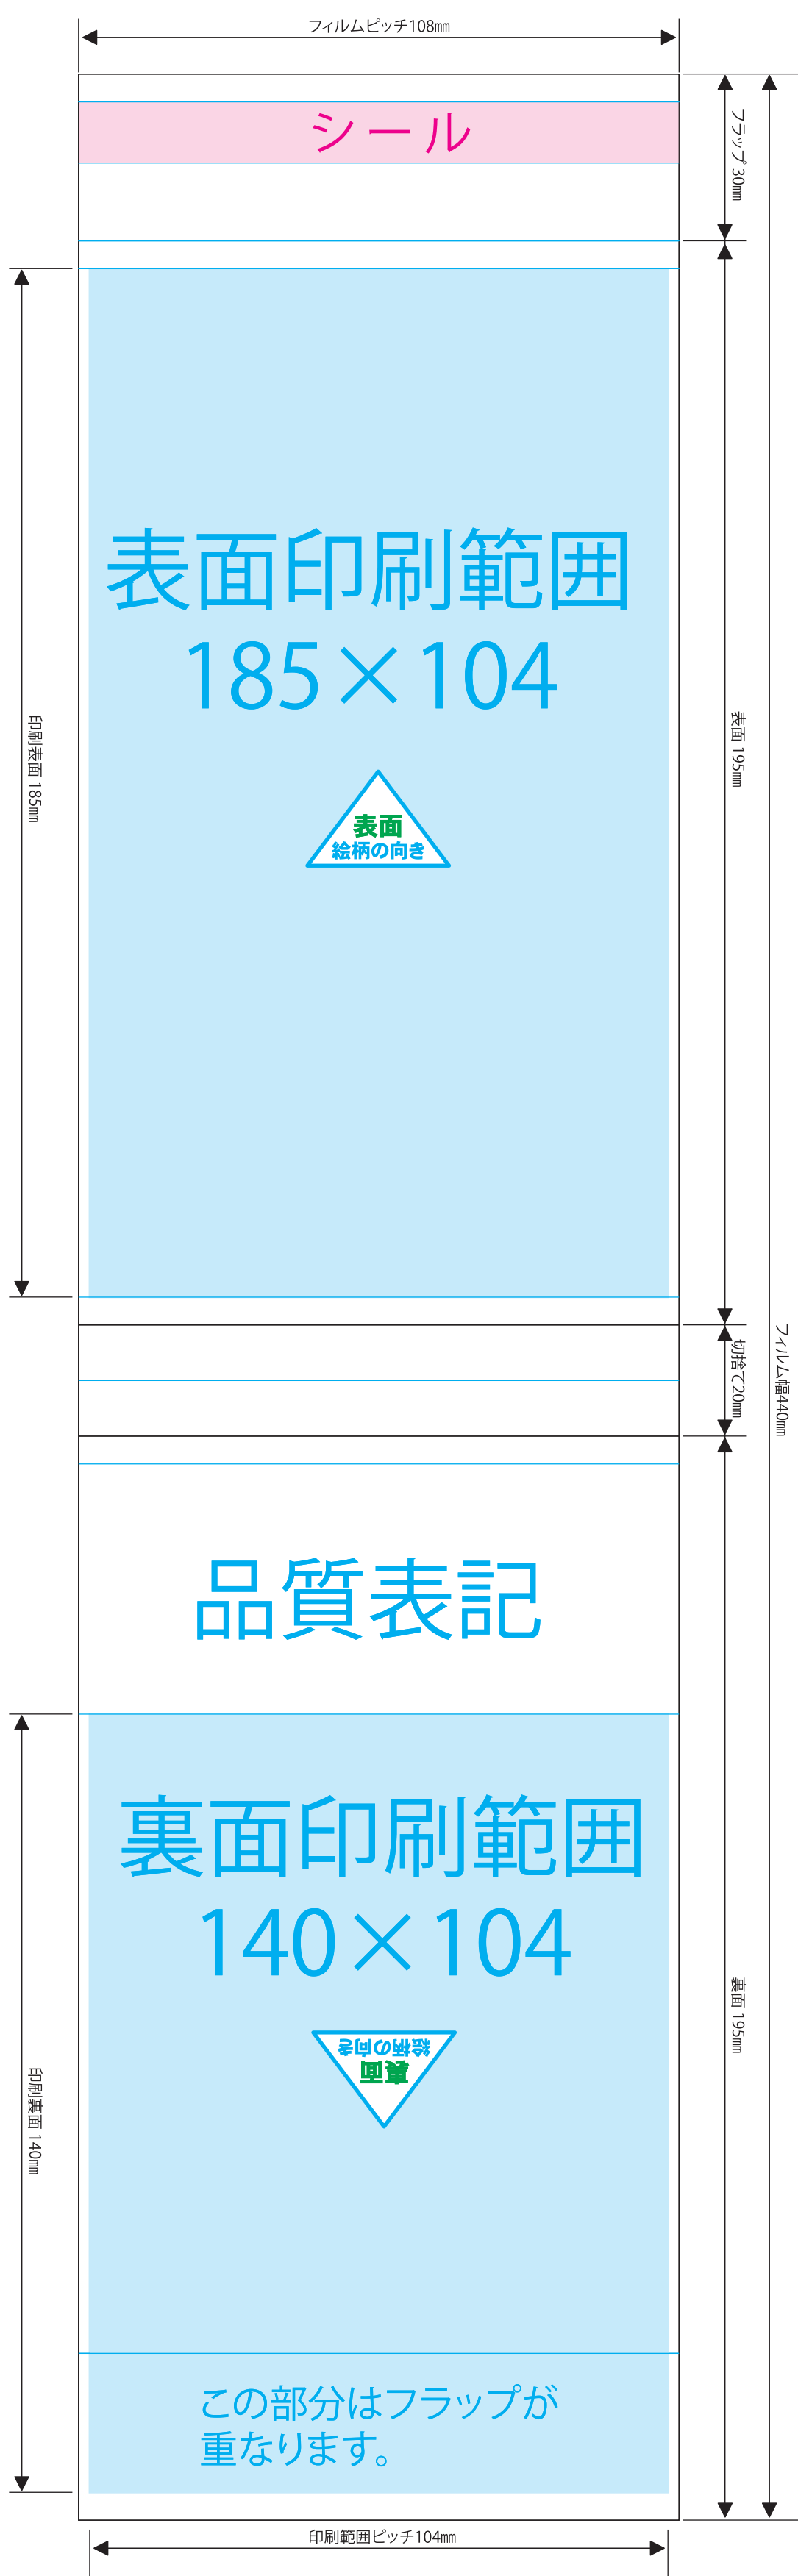 フィルムピッチ108㎜
シール
フラップ 30㎜
表面印刷範囲
185×104
表面
絵柄の向き
印刷表面 185㎜
表面 195㎜
切捨て20㎜
フィルム幅440㎜
品質表記
裏面印刷範囲
140×104
裏面
絵柄の向き
裏面 195㎜
印刷裏面 140㎜
この部分はフラップが
重なります。
印刷範囲ピッチ104㎜